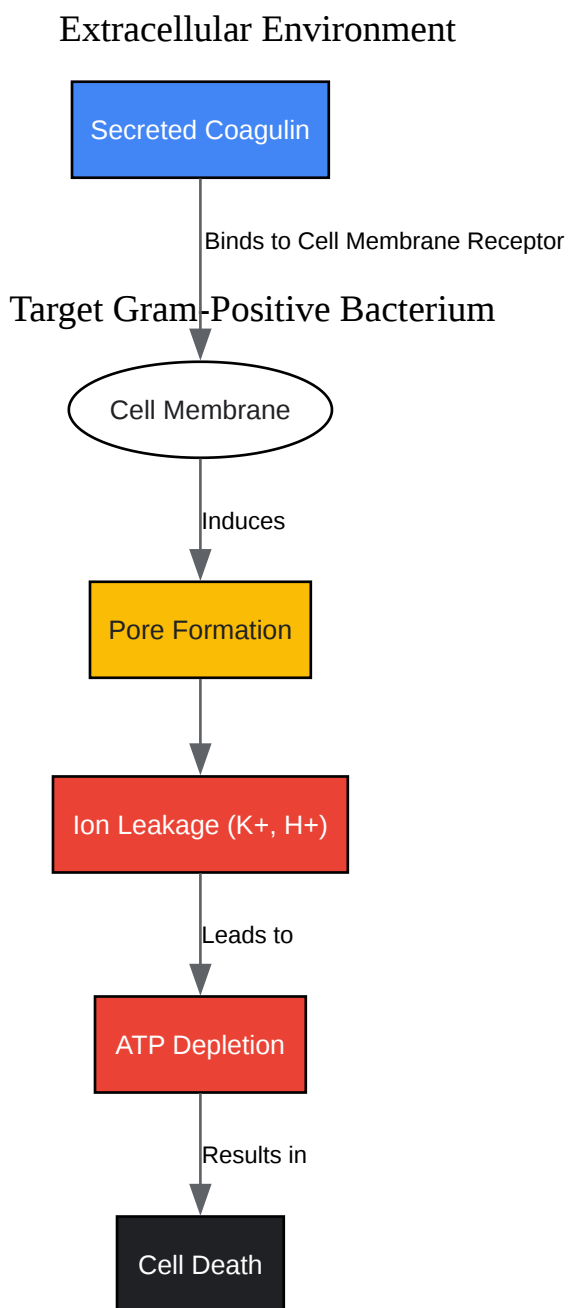 Extracellular Environment
Secreted Coagulin
Binds to Cell Membrane Receptor
Target Gram-Positive Bacterium
Cell Membrane
Induces
Pore Formation
Ion Leakage (K+, H+)
Leads to
ATP Depletion
Results in
Cell Death